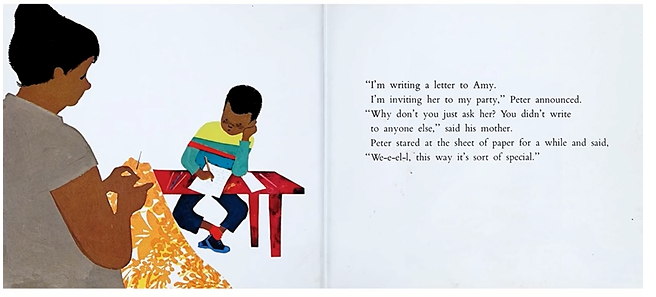 “I'm writing a letter to Amy.
I'm inviting her to my party,” Peter announced.
“Why don't you just ask her? You didn't write
to anyone else,” said his mother.
Peter stared at the sheet of paper for a while and said,
“We-e-el-l, this way it's sort of special.”